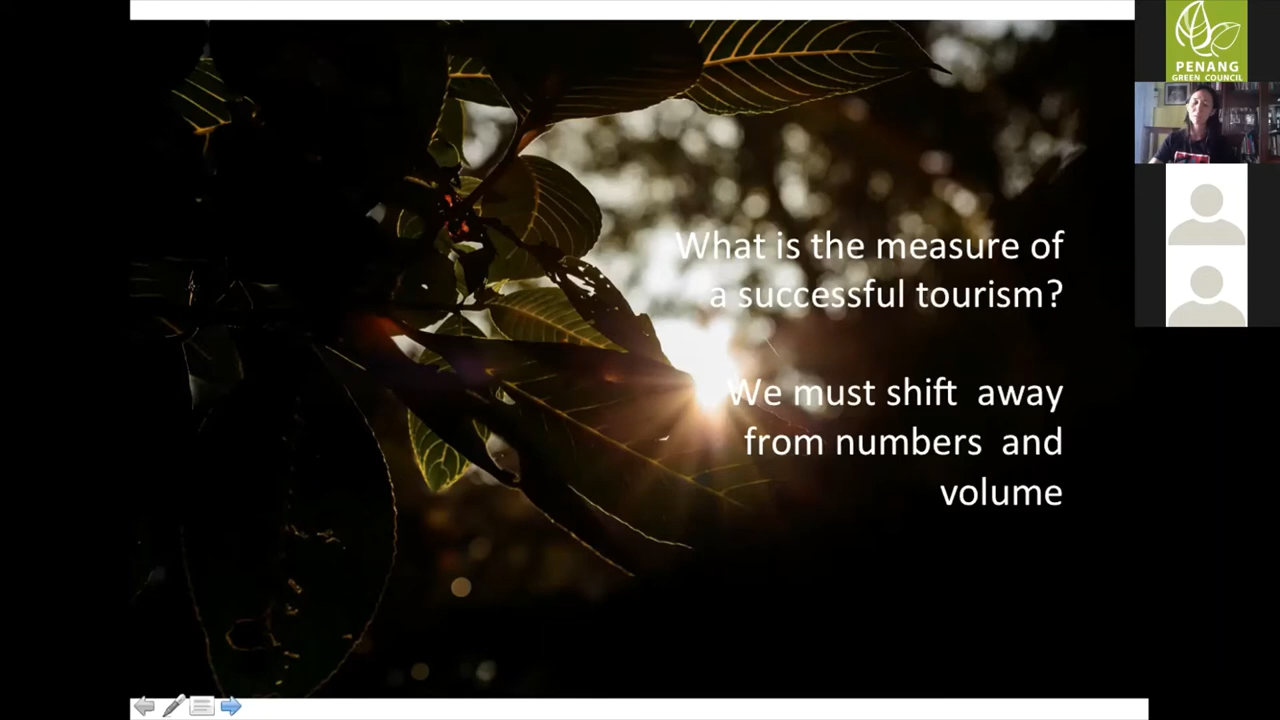 What is the measure of
a successful tourism?
We must shift away
from numbers and
volume
PENANG
GREEN COUNCIL